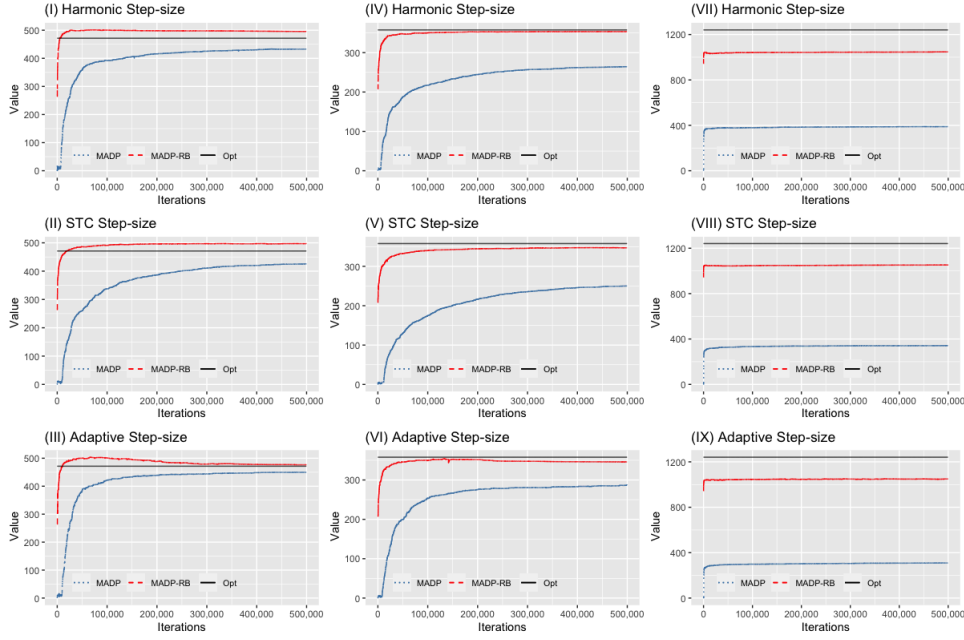 (I) Harmonic Step-size
Value
500
400
300
200
100
0
MADP MADP-RB Opt
0 100,000 200,000 300,000 400,000 500,000
Iterations
(IV) Harmonic Step-size
Value
300
200
100
0
MADP MADP-RB Opt
0 100,000 200,000 300,000 400,000 500,000
Iterations
(VII) Harmonic Step-size
Value
1200
800
400
0
MADP MADP-RB Opt
0 100,000 200,000 300,000 400,000 500,000
Iterations
(II) STC Step-size
Value
500
400
300
200
100
0
MADP MADP-RB Opt
0 100,000 200,000 300,000 400,000 500,000
Iterations
(V) STC Step-size
Value
300
200
100
0
MADP MADP-RB Opt
0 100,000 200,000 300,000 400,000 500,000
Iterations
(VIII) STC Step-size
Value
1200
800
400
0
MADP MADP-RB Opt
0 100,000 200,000 300,000 400,000 500,000
Iterations
(III) Adaptive Step-size
Value
500
400
300
200
100
0
MADP MADP-RB Opt
0 100,000 200,000 300,000 400,000 500,000
Iterations
(VI) Adaptive Step-size
Value
300
200
100
0
MADP MADP-RB Opt
0 100,000 200,000 300,000 400,000 500,000
Iterations
(IX) Adaptive Step-size
Value
1200
800
400
0
MADP MADP-RB Opt
0 100,000 200,000 300,000 400,000 500,000
Iterations